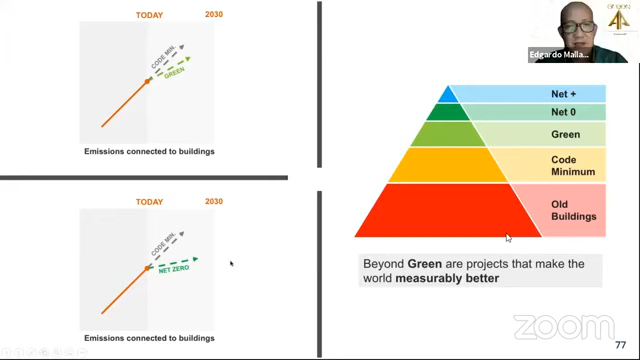 TODAY 2030
CODE MIN.
GREEN
Emissions connected to buildings
TODAY 2030
CODE MIN.
NET ZERO
Emissions connected to buildings
Edgardo Malla...
Net +
Net 0
Green
Code
Minimum
Old
Buildings
Beyond Green are projects that make the
world measurably better
zoom
77